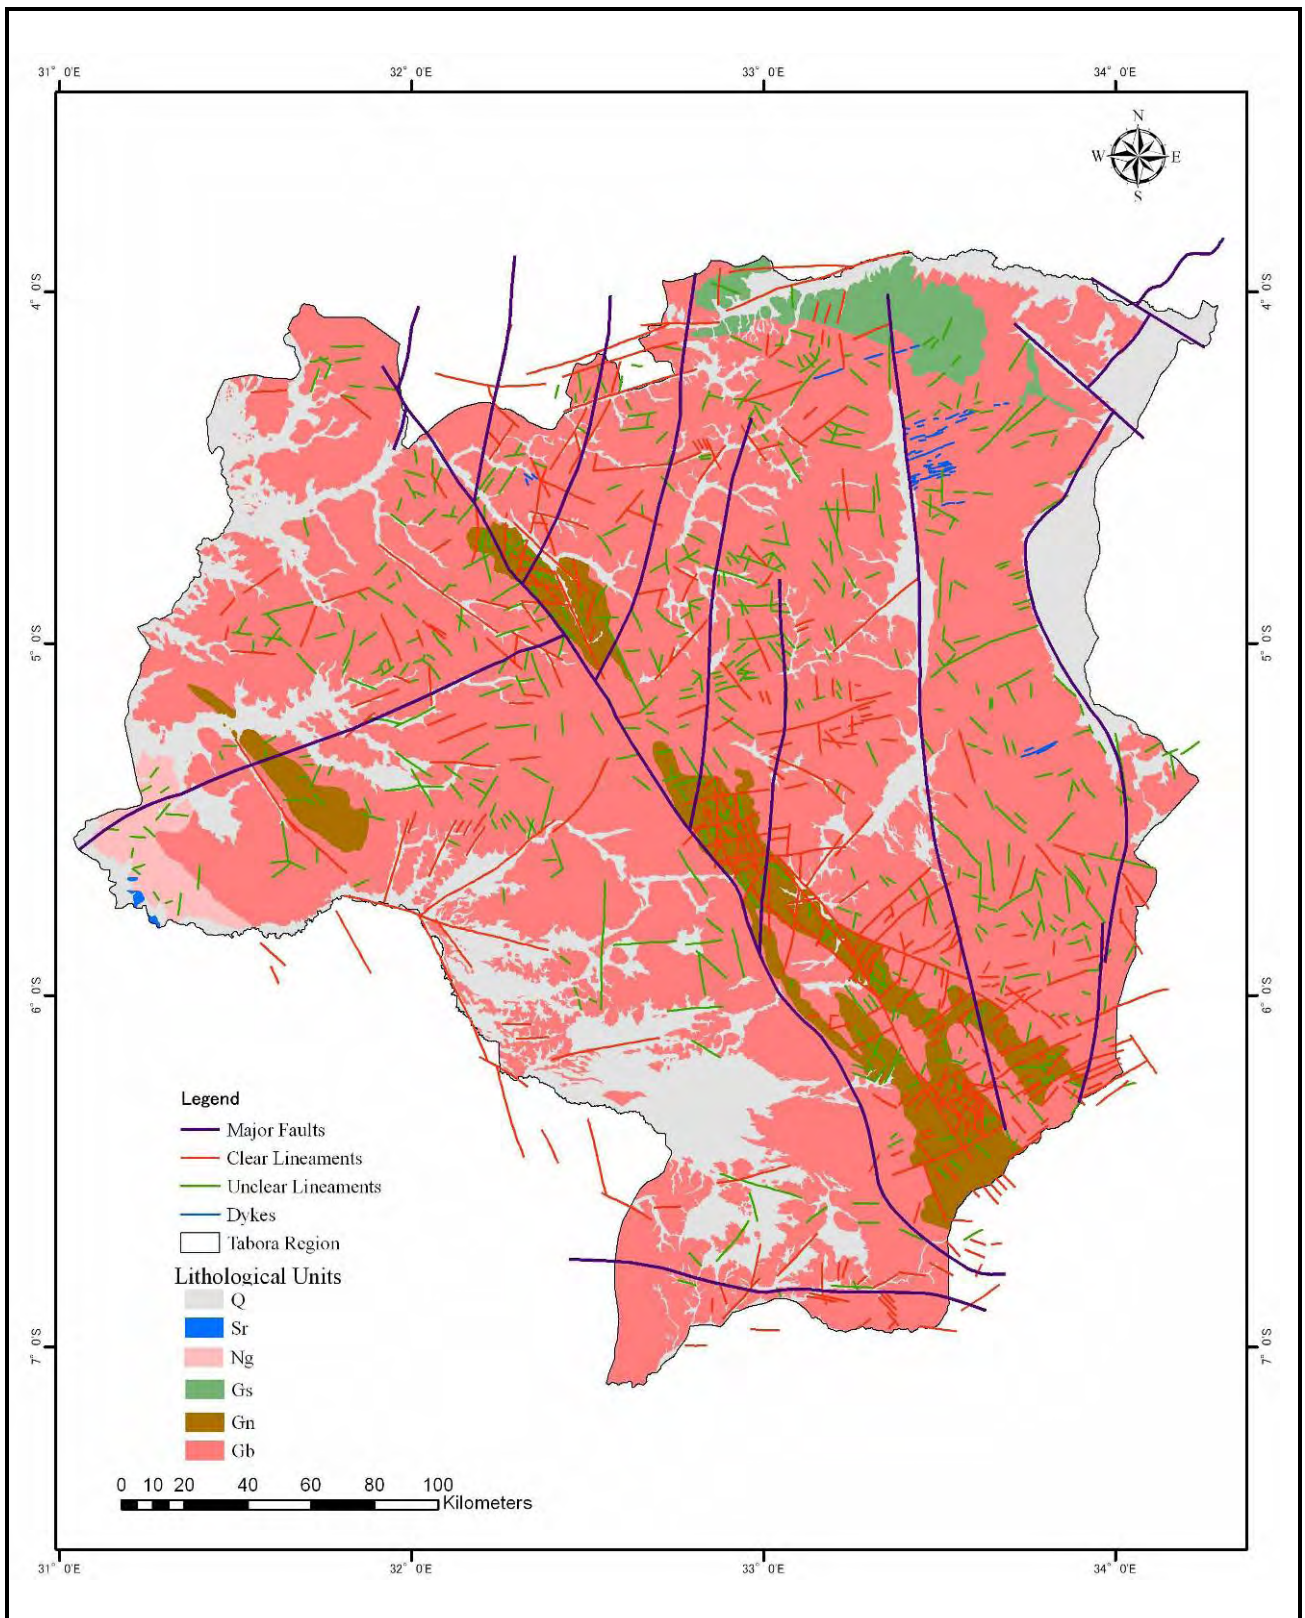 31° 0'E 32° 0'E 33° 0'E 34° 0'E
N
W E
S
4° 0'S 4° 0'S
5° 0'S 5° 0'S
6° 0'S 6° 0'S
Legend
Major Faults
Clear Lineaments
Unclear Lineaments
Dykes
Tabora Region
Lithological Units
Q
Sr
Ng
7° 0'S 7° 0'S
Gs
Gn
Gb
0 10 20 40 60 80 100
Kilometers
31° 0'E 32° 0'E 33° 0'E 34° 0'E